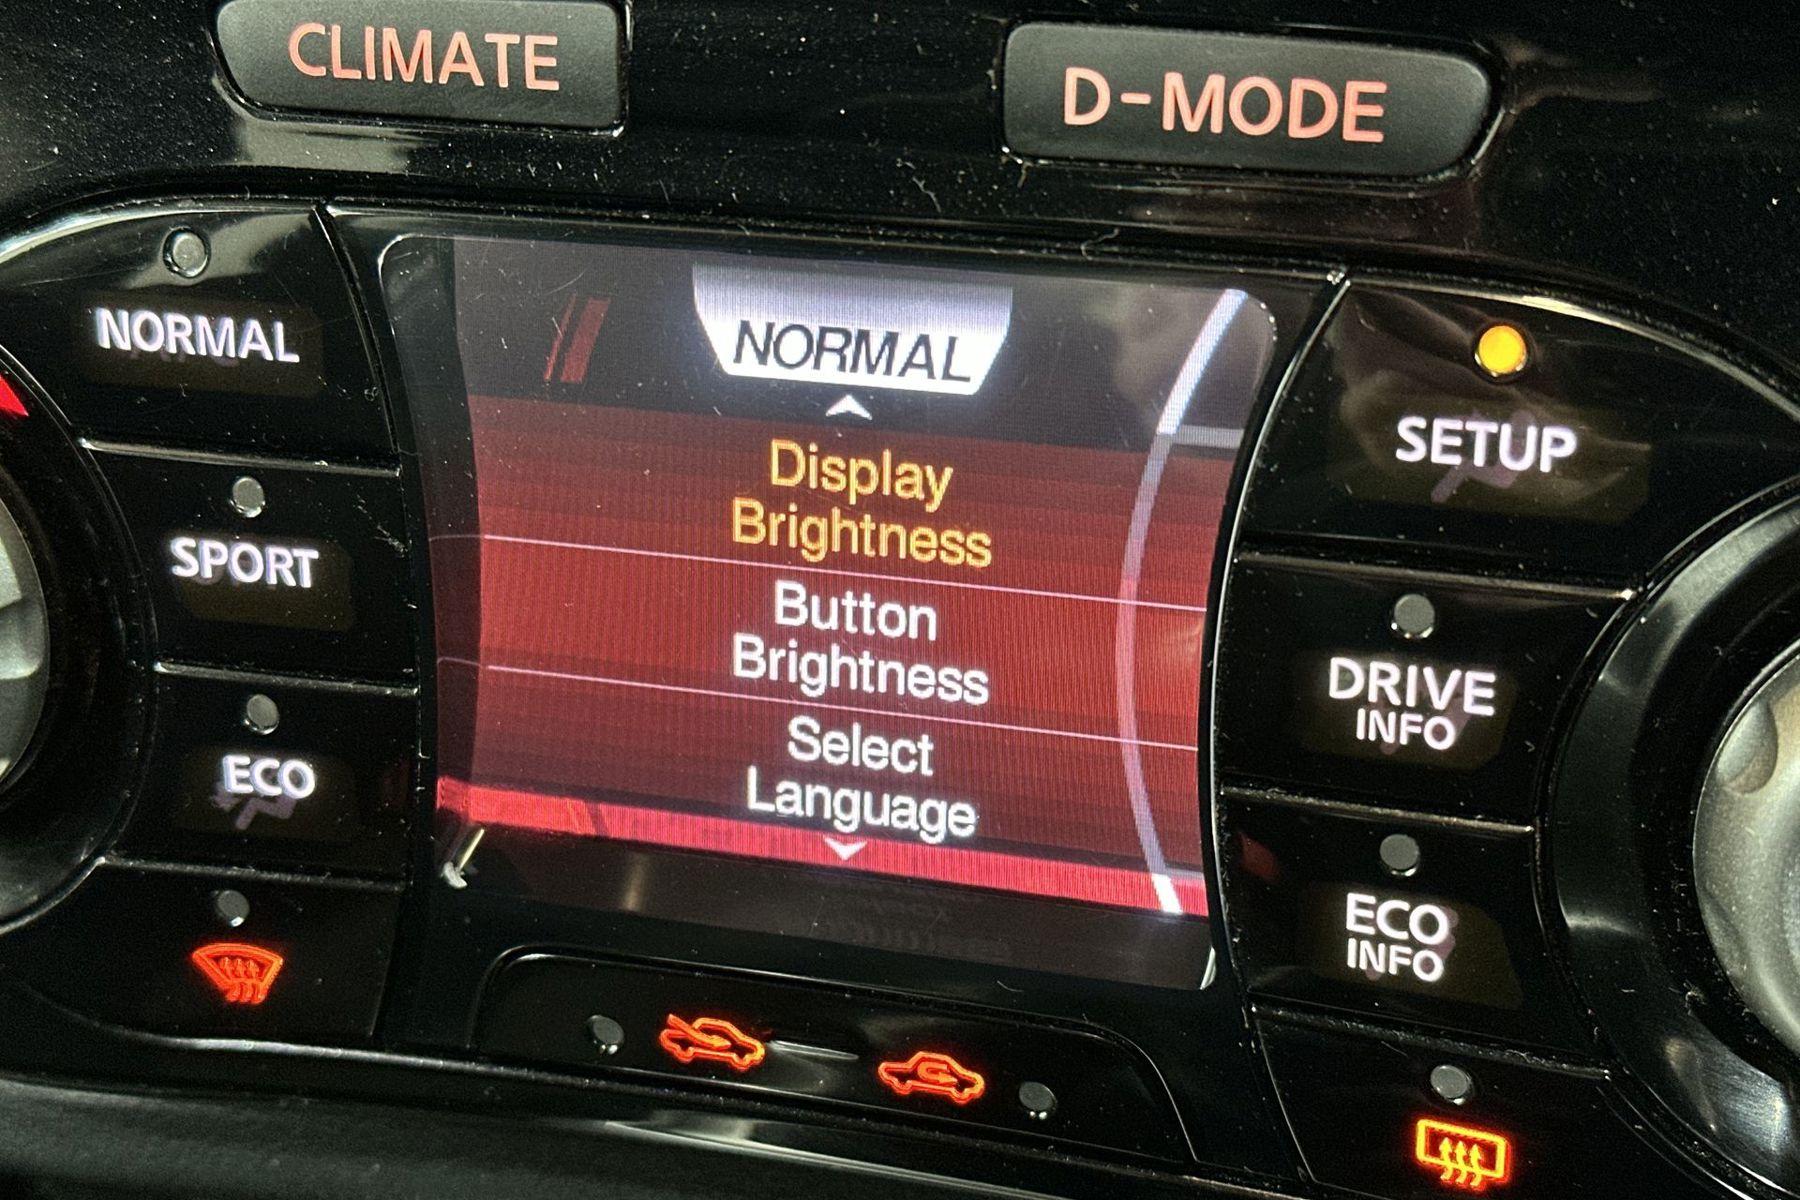 CLIMATE
D-MODE
NORMAL
NORMAL
SETUP
Display
Brightness
SPORT
Button
Brightness
DRIVE
INFO
ECO
Select
Language
ECO
INFO